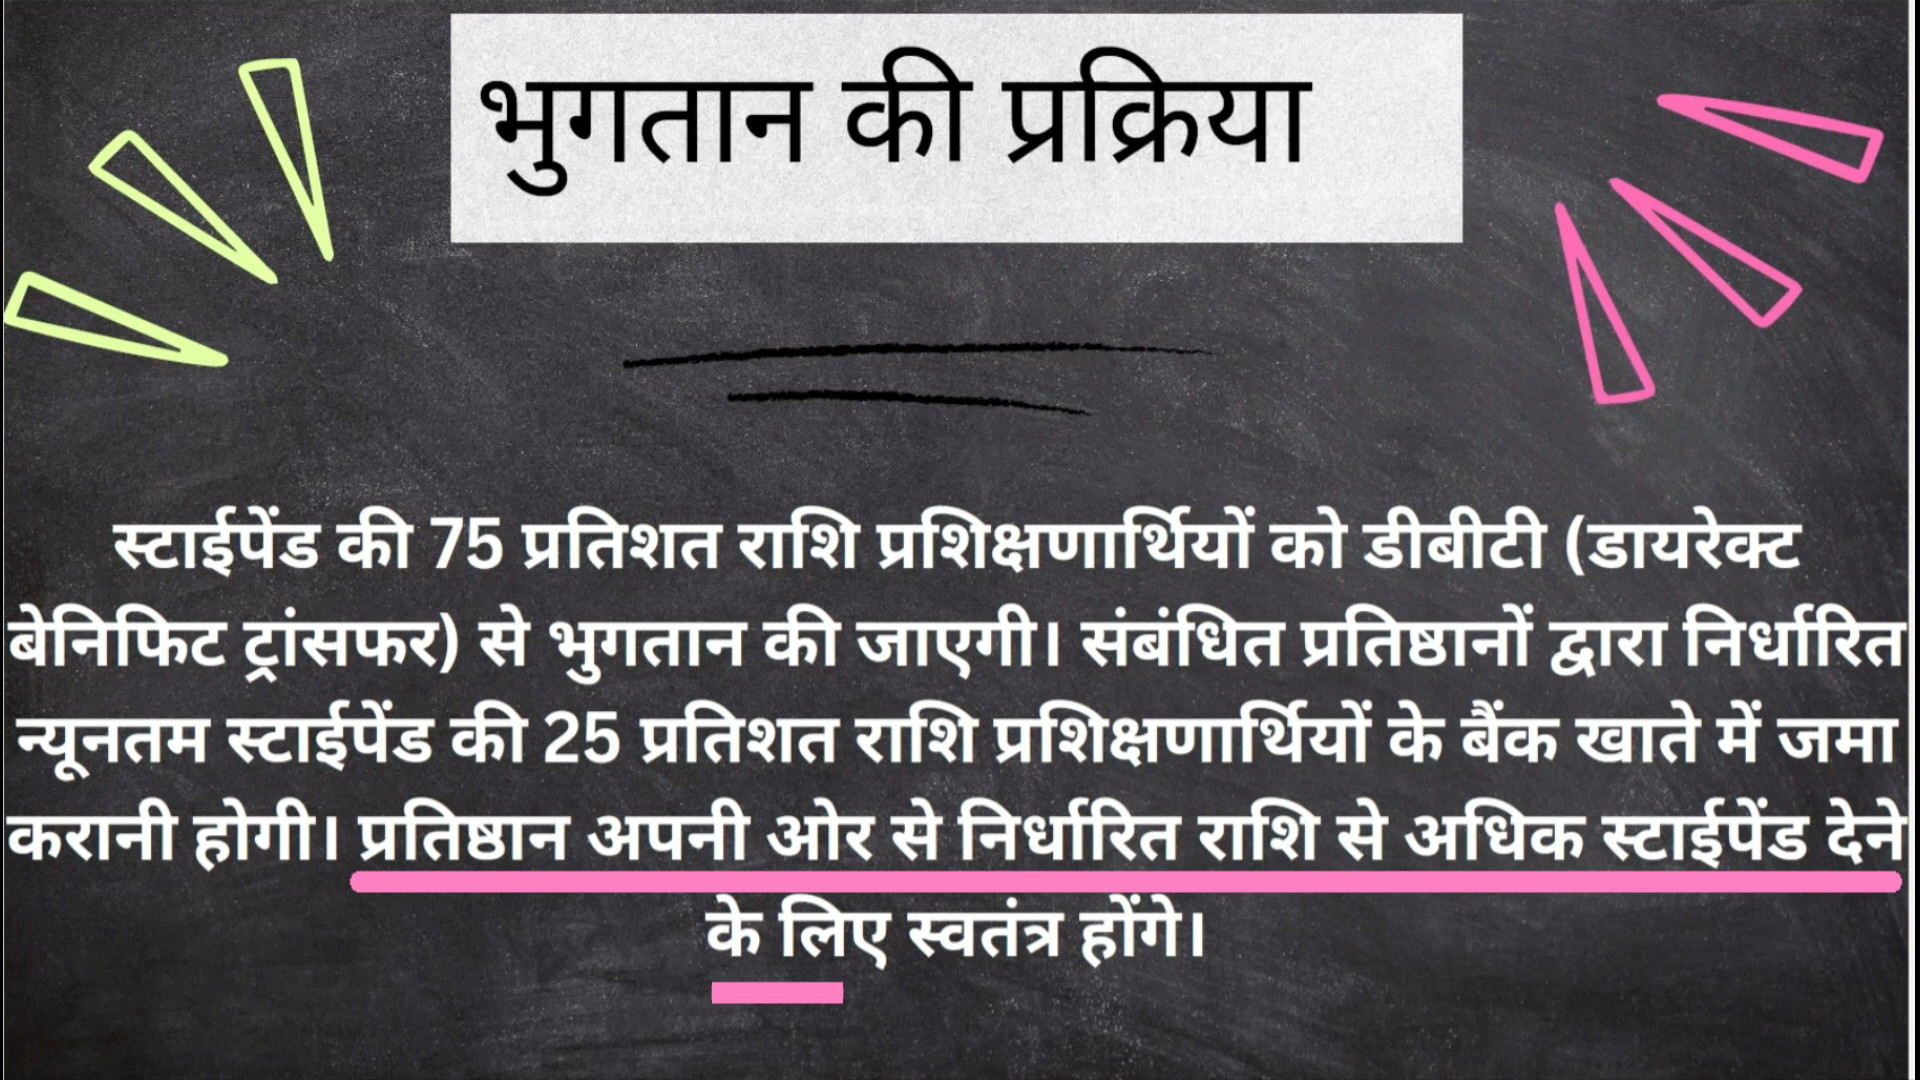 भुगतान की प्रक्रिया
स्टाईपेंड की 75 प्रतिशत राशि प्रशिक्षणार्थियों को डीबीटी (डायरेक्ट
बेनिफिट ट्रांसफर) से भुगतान की जाएगी। संबंधित प्रतिष्ठानों द्वारा निर्धारित
न्यूनतम स्टाईपेंड की 25 प्रतिशत राशि प्रशिक्षणार्थियों के बैंक खाते में जमा
करानी होगी। प्रतिष्ठान अपनी ओर से निर्धारित राशि से अधिक स्टाईपेंड देने
के लिए स्वतंत्र होंगे।